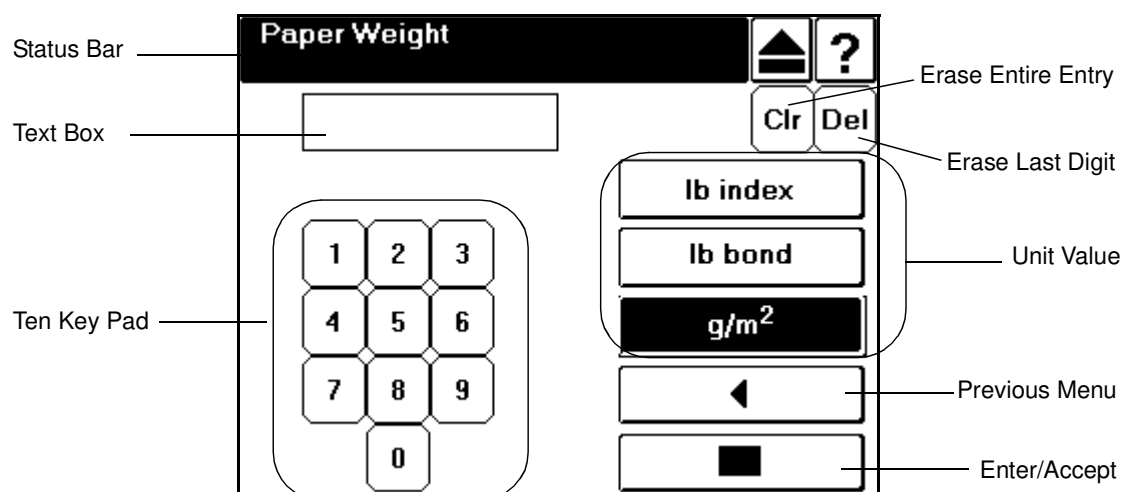 Paper Weight
?
Status Bar
Erase Entire Entry
Clr Del
Text Box
Erase Last Digit
lb index
1 2 3
lb bond
Unit Value
Ten Key Pad
4 5 6
g/m²
7 8 9
Previous Menu
0
Enter/Accept